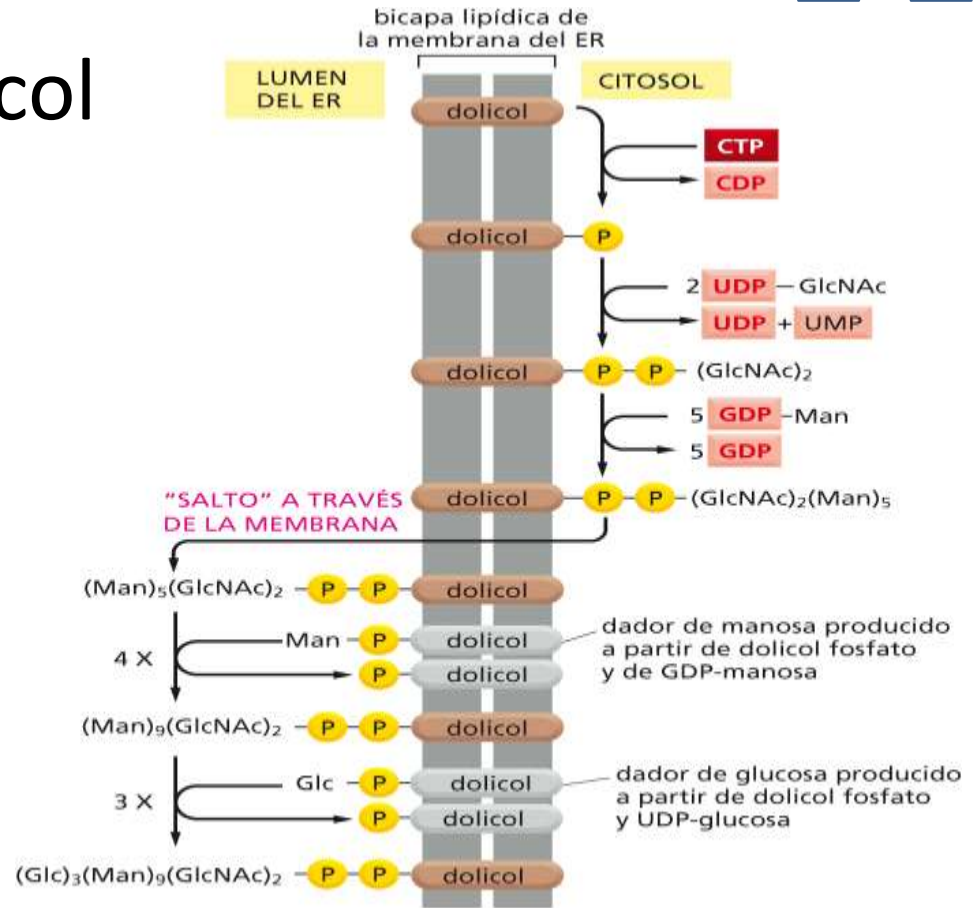 bicapa lipídica de
la membrana del ER
col
LUMEN
DEL ER
CITOSOL
dolicol
CTP
CDP
dolicol P
2 UDP – GlcNAc
UDP + UMP
dolicol P P (GlcNAc)₂
5 GDP –Man
5 GDP
"SALTO" A TRAVÉS
DE LA MEMBRANA
dolicol P P (GlcNAc)₂(Man)₅
(Man)₅(GlcNAc)₂ P P dolicol
4 X
Man P dolicol
P dolicol
dador de manosa producido
a partir de dolicol fosfato
y de GDP-manosa
(Man)₉(GlcNAc)₂ P P dolicol
3 X
Glc P dolicol
P dolicol
dador de glucosa producido
a partir de dolicol fosfato
y UDP-glucosa
(Glc)₃(Man)₉(GlcNAc)₂ P P dolicol